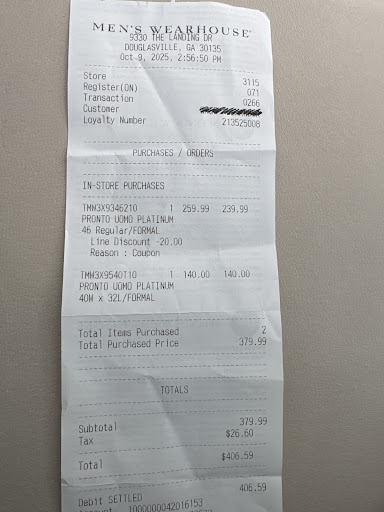 MEN'S WEARHOUSE
9330 THE LANDING DR
DOUGLASVILLE, GA 30135
Oct 9, 2025, 2:56:50 PM
Store 3115
Register(ON) 071
Transaction 0266
Customer
Loyalty Number 213525008
PURCHASES / ORDERS
IN-STORE PURCHASES
TMW3X9346210 1 259.99 239.99
PRONTO UOMO PLATINUM
46 Regular/FORMAL
Line Discount -20.00
Reason : Coupon
TMW3X9540T10 1 140.00 140.00
PRONTO UOMO PLATINUM
40W x 32L/FORMAL
Total Items Purchased 2
Total Purchased Price 379.99
TOTALS
Subtotal 379.99
Tax $26.60
Total $406.59
Debit SETTLED 406.59
1000000042016153